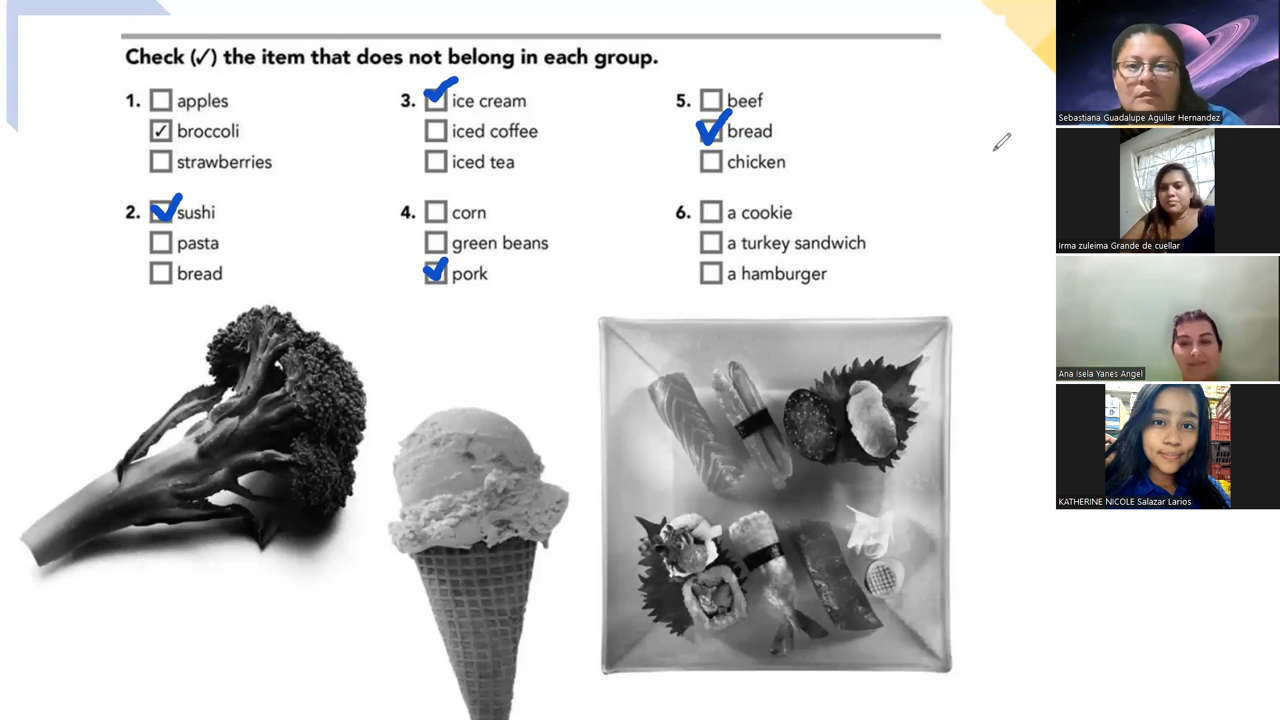 Check (✓) the item that does not belong in each group.
1. apples
broccoli
strawberries
2. sushi
pasta
bread
3. ice cream
iced coffee
iced tea
4. corn
green beans
pork
5. beef
bread
chicken
6. a cookie
a turkey sandwich
a hamburger
Sebastiana Guadalupe Aguilar Hernandez
Irma zuleima Grande de cuellar
Ana Isela Yanes Angel
KATHERINE NICOLE Salazar Larios